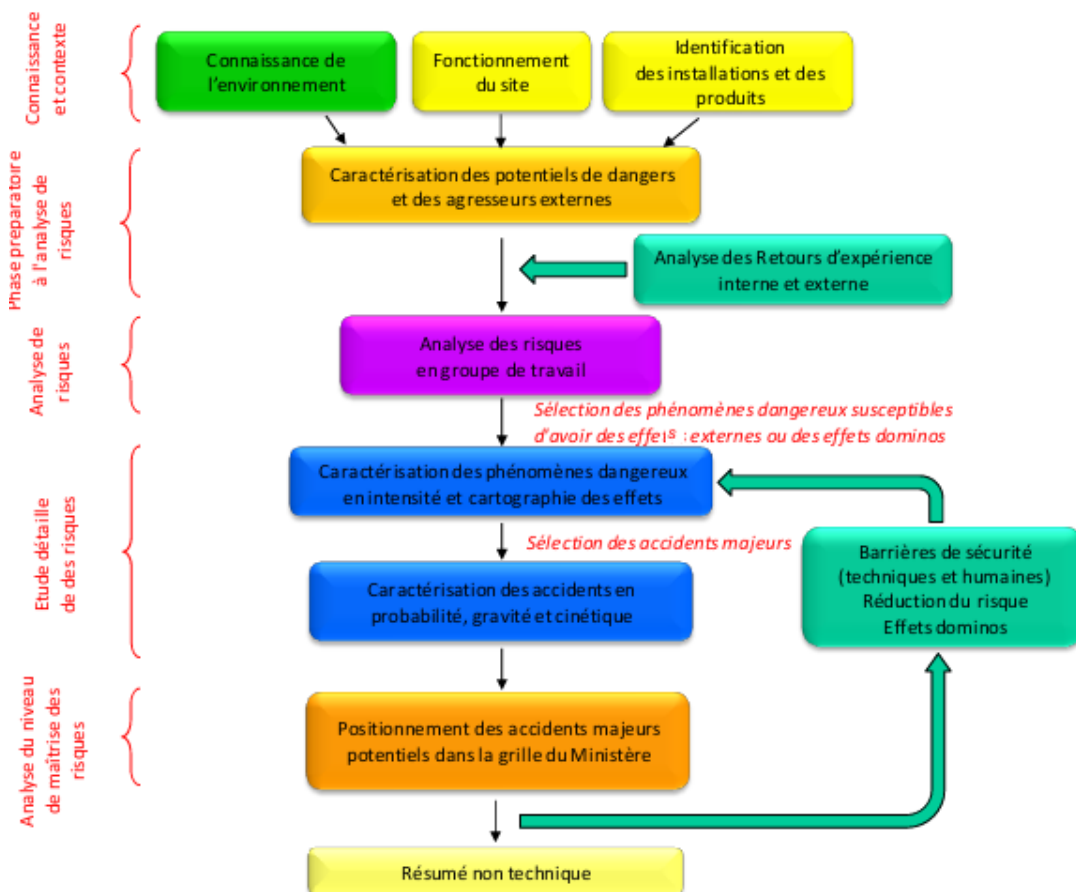 Connaissance
et contexte
Connaissance de
l'environnement
Fonctionnement
du site
Identification
des installations et des
produits
Phase preparatoire
à l'analyse de
risques
Caractérisation des potentiels de dangers
et des agresseurs externes
Analyse des Retours d'expérience
interne et externe
Analyse de
risques
Analyse des risques
en groupe de travail
Sélection des phénomènes dangereux susceptibles
d'avoir des effets : externes ou des effets dominos
Etude détaille
de des risques
Caractérisation des phénomènes dangereux
en intensité et cartographie des effets
Sélection des accidents majeurs
Caractérisation des accidents en
probabilité, gravité et cinétique
Barrières de sécurité
(techniques et humaines)
Réduction du risque
Effets dominos
Analyse du niveau
de maîtrise des
risques
Positionnement des accidents majeurs
potentiels dans la grille du Ministère
Résumé non technique